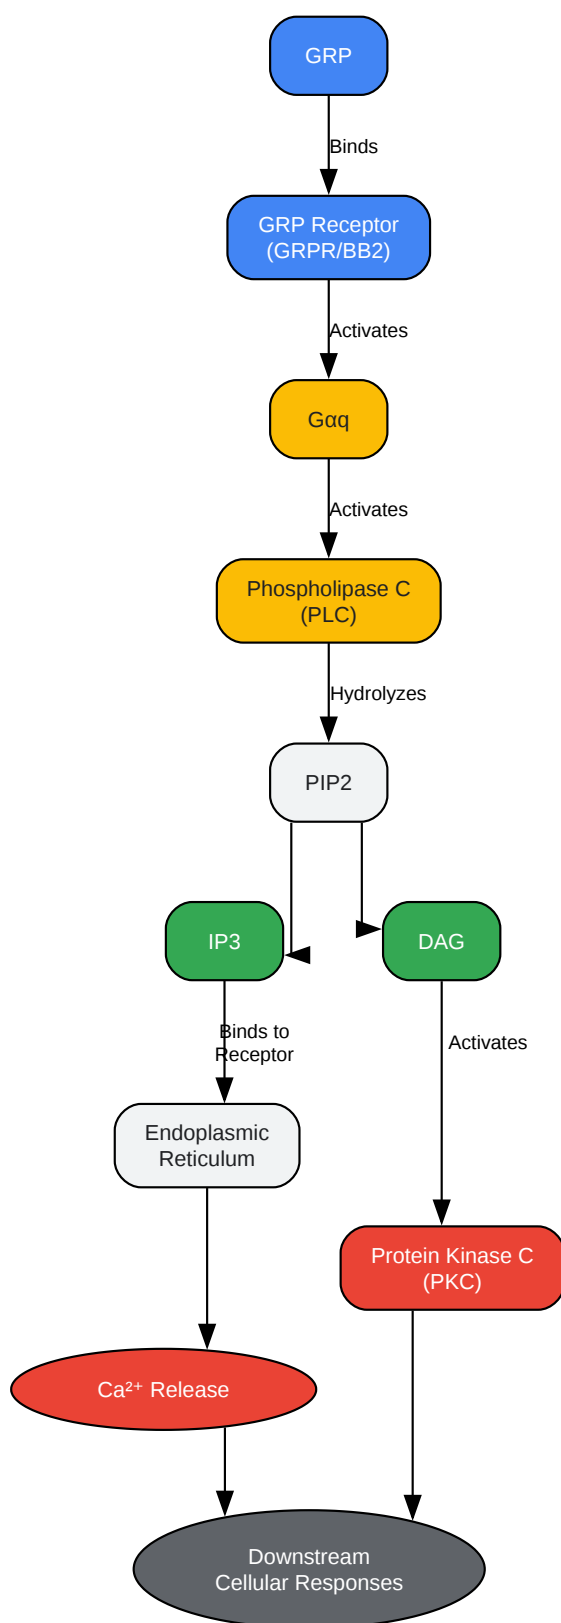 GRP
Binds
GRP Receptor
(GRPR/BB2)
Activates
Gαq
Activates
Phospholipase C
(PLC)
Hydrolyzes
PIP2
IP3
DAG
Binds to
Receptor
Activates
Endoplasmic
Reticulum
Protein Kinase C
(PKC)
Ca²⁺ Release
Downstream
Cellular Responses